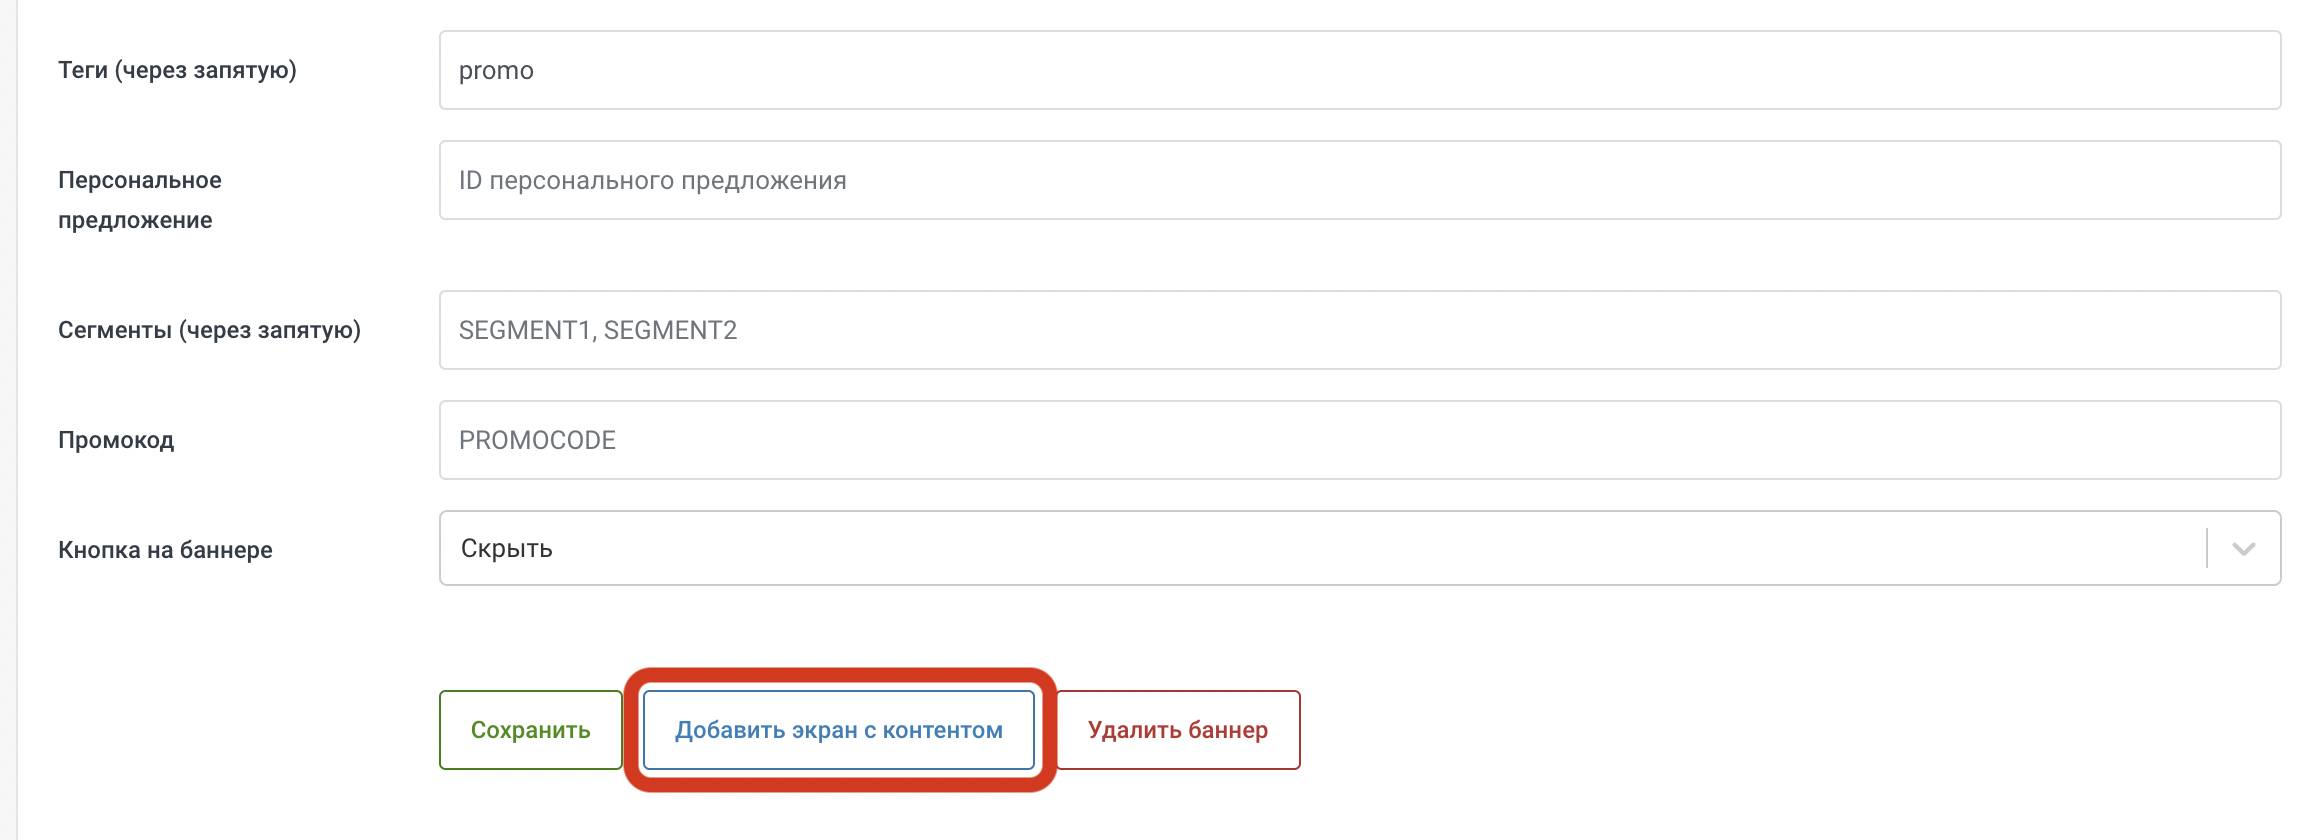 Теги (через запятую)
promo
Персональное
предложение
ID персонального предложения
Сегменты (через запятую)
SEGMENT1, SEGMENT2
Промокод
PROMOCODE
Кнопка на баннере
Скрыть
Сохранить
Добавить экран с контентом
Удалить баннер